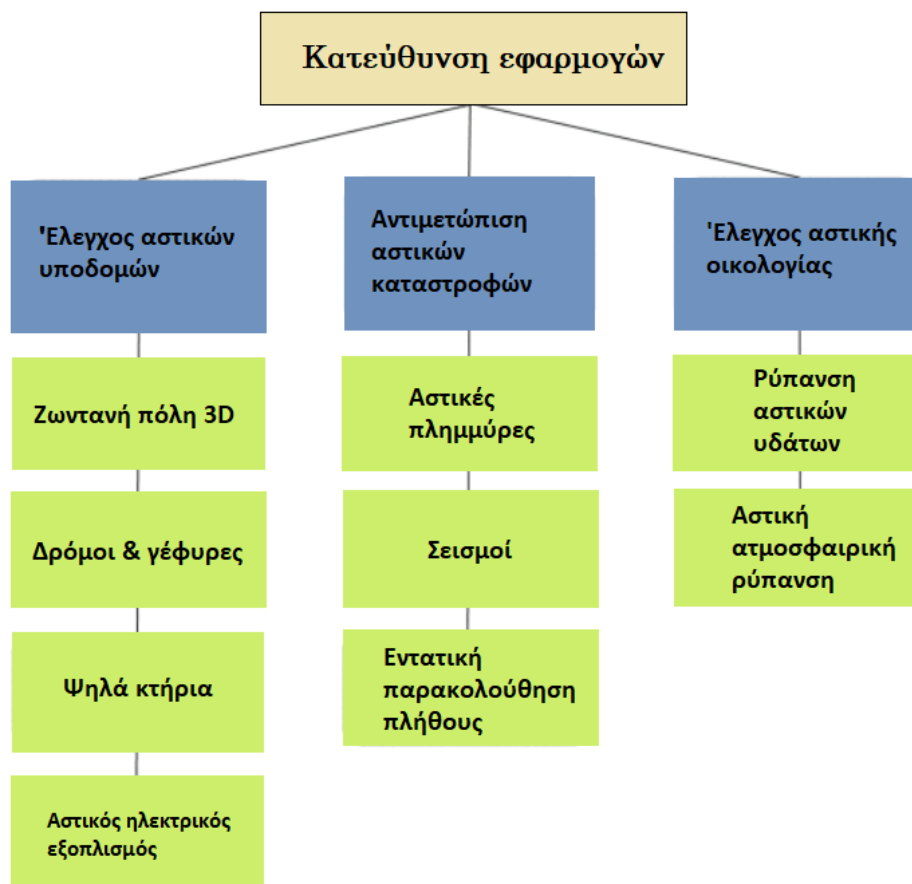 Κατεύθυνση εφαρμογών
'Ελεγχος αστικών
υποδομών
Ζωντανή πόλη 3D
Δρόμοι & γέφυρες
Ψηλά κτήρια
Αστικός ηλεκτρικός
εξοπλισμός
Αντιμετώπιση
αστικών
καταστροφών
Αστικές
πλημμύρες
Σεισμοί
Εντατική
παρακολούθηση
πλήθους
'Ελεγχος αστικής
οικολογίας
Ρύπανση
αστικών
υδάτων
Αστική
ατμοσφαιρική
ρύπανση